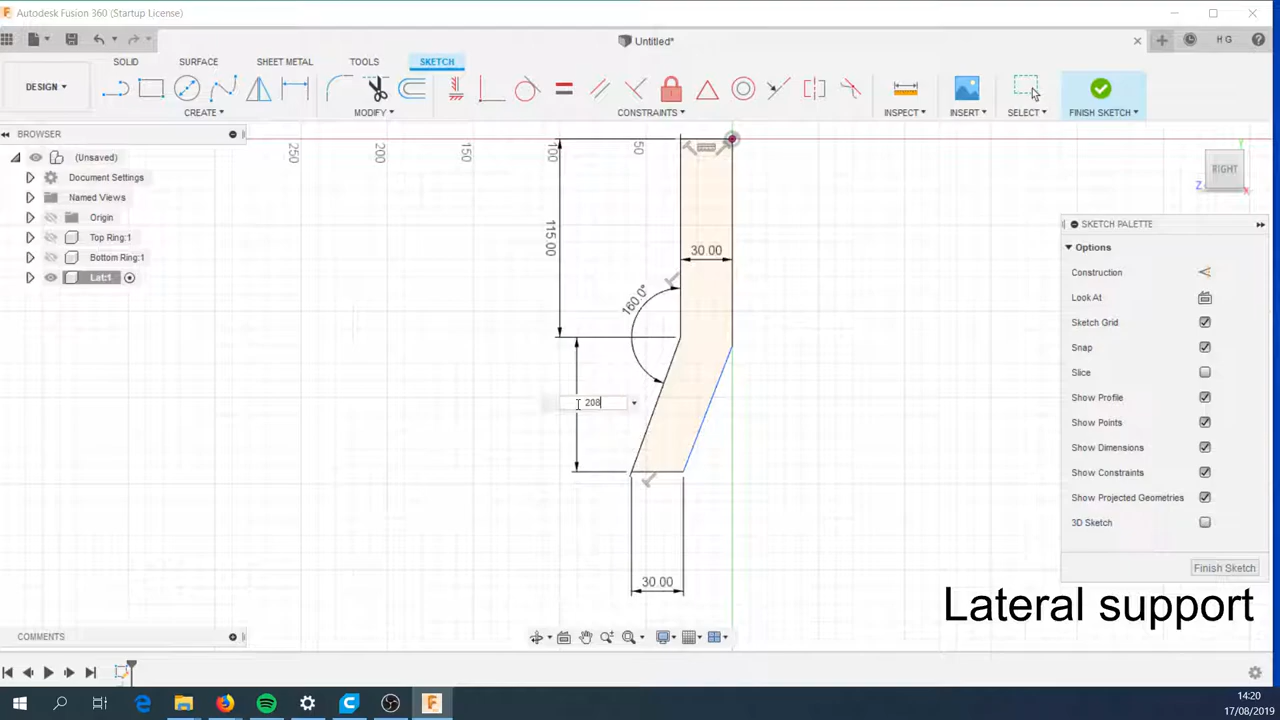 Autodesk Fusion 360 (Startup License)
Untitled*
H G
DESIGN
SOLID
SURFACE
SHEET METAL
TOOLS
SKETCH
CREATE
MODIFY
CONSTRAINTS
INSPECT
INSERT
SELECT
FINISH SKETCH
BROWSER
(Unsaved)
Document Settings
Named Views
Origin
Top Ring:1
Bottom Ring:1
Lat:1
250
200
150
100
50
115.00
30.00
160.0°
208
30.00
RIGHT
Y
Z
X
SKETCH PALETTE
Options
Construction
Look At
Sketch Grid
Snap
Slice
Show Profile
Show Points
Show Dimensions
Show Constraints
Show Projected Geometries
3D Sketch
Finish Sketch
Lateral support
COMMENTS
14:20
17/08/2019